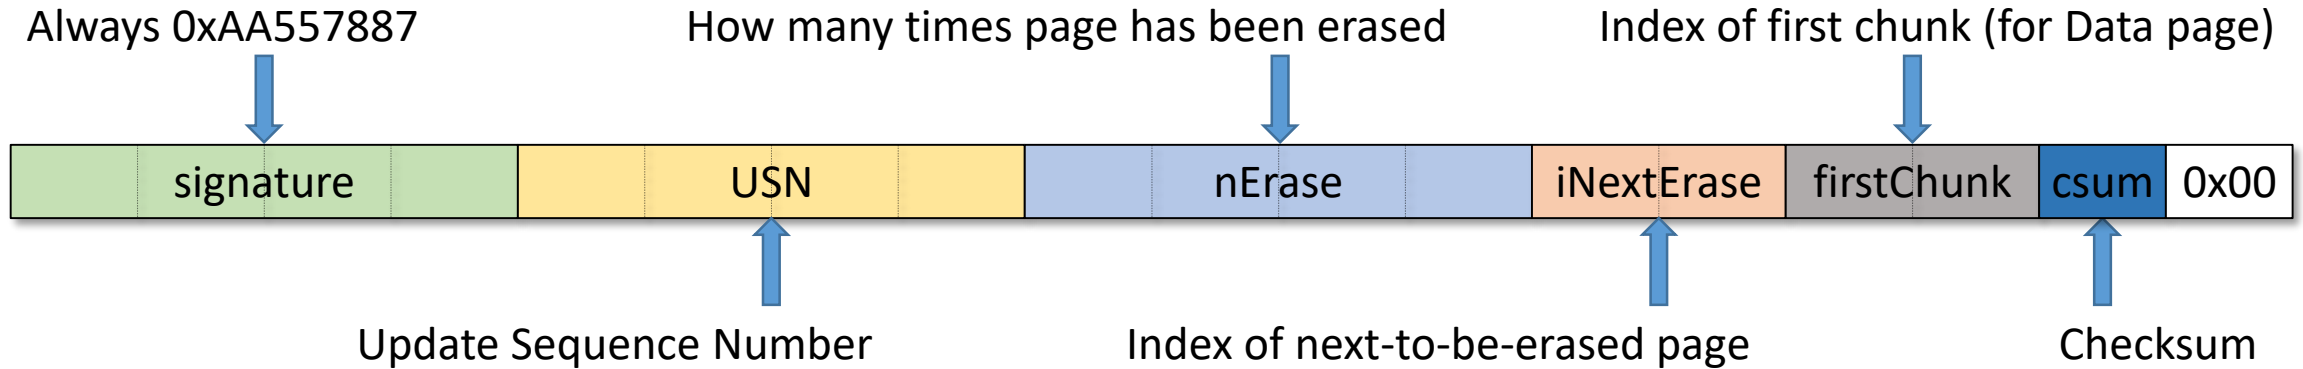 Always 0xAA557887
How many times page has been erased
Index of first chunk (for Data page)
signature
USN
nErase
iNextErase
firstChunk
csum
0x00
Update Sequence Number
Index of next-to-be-erased page
Checksum